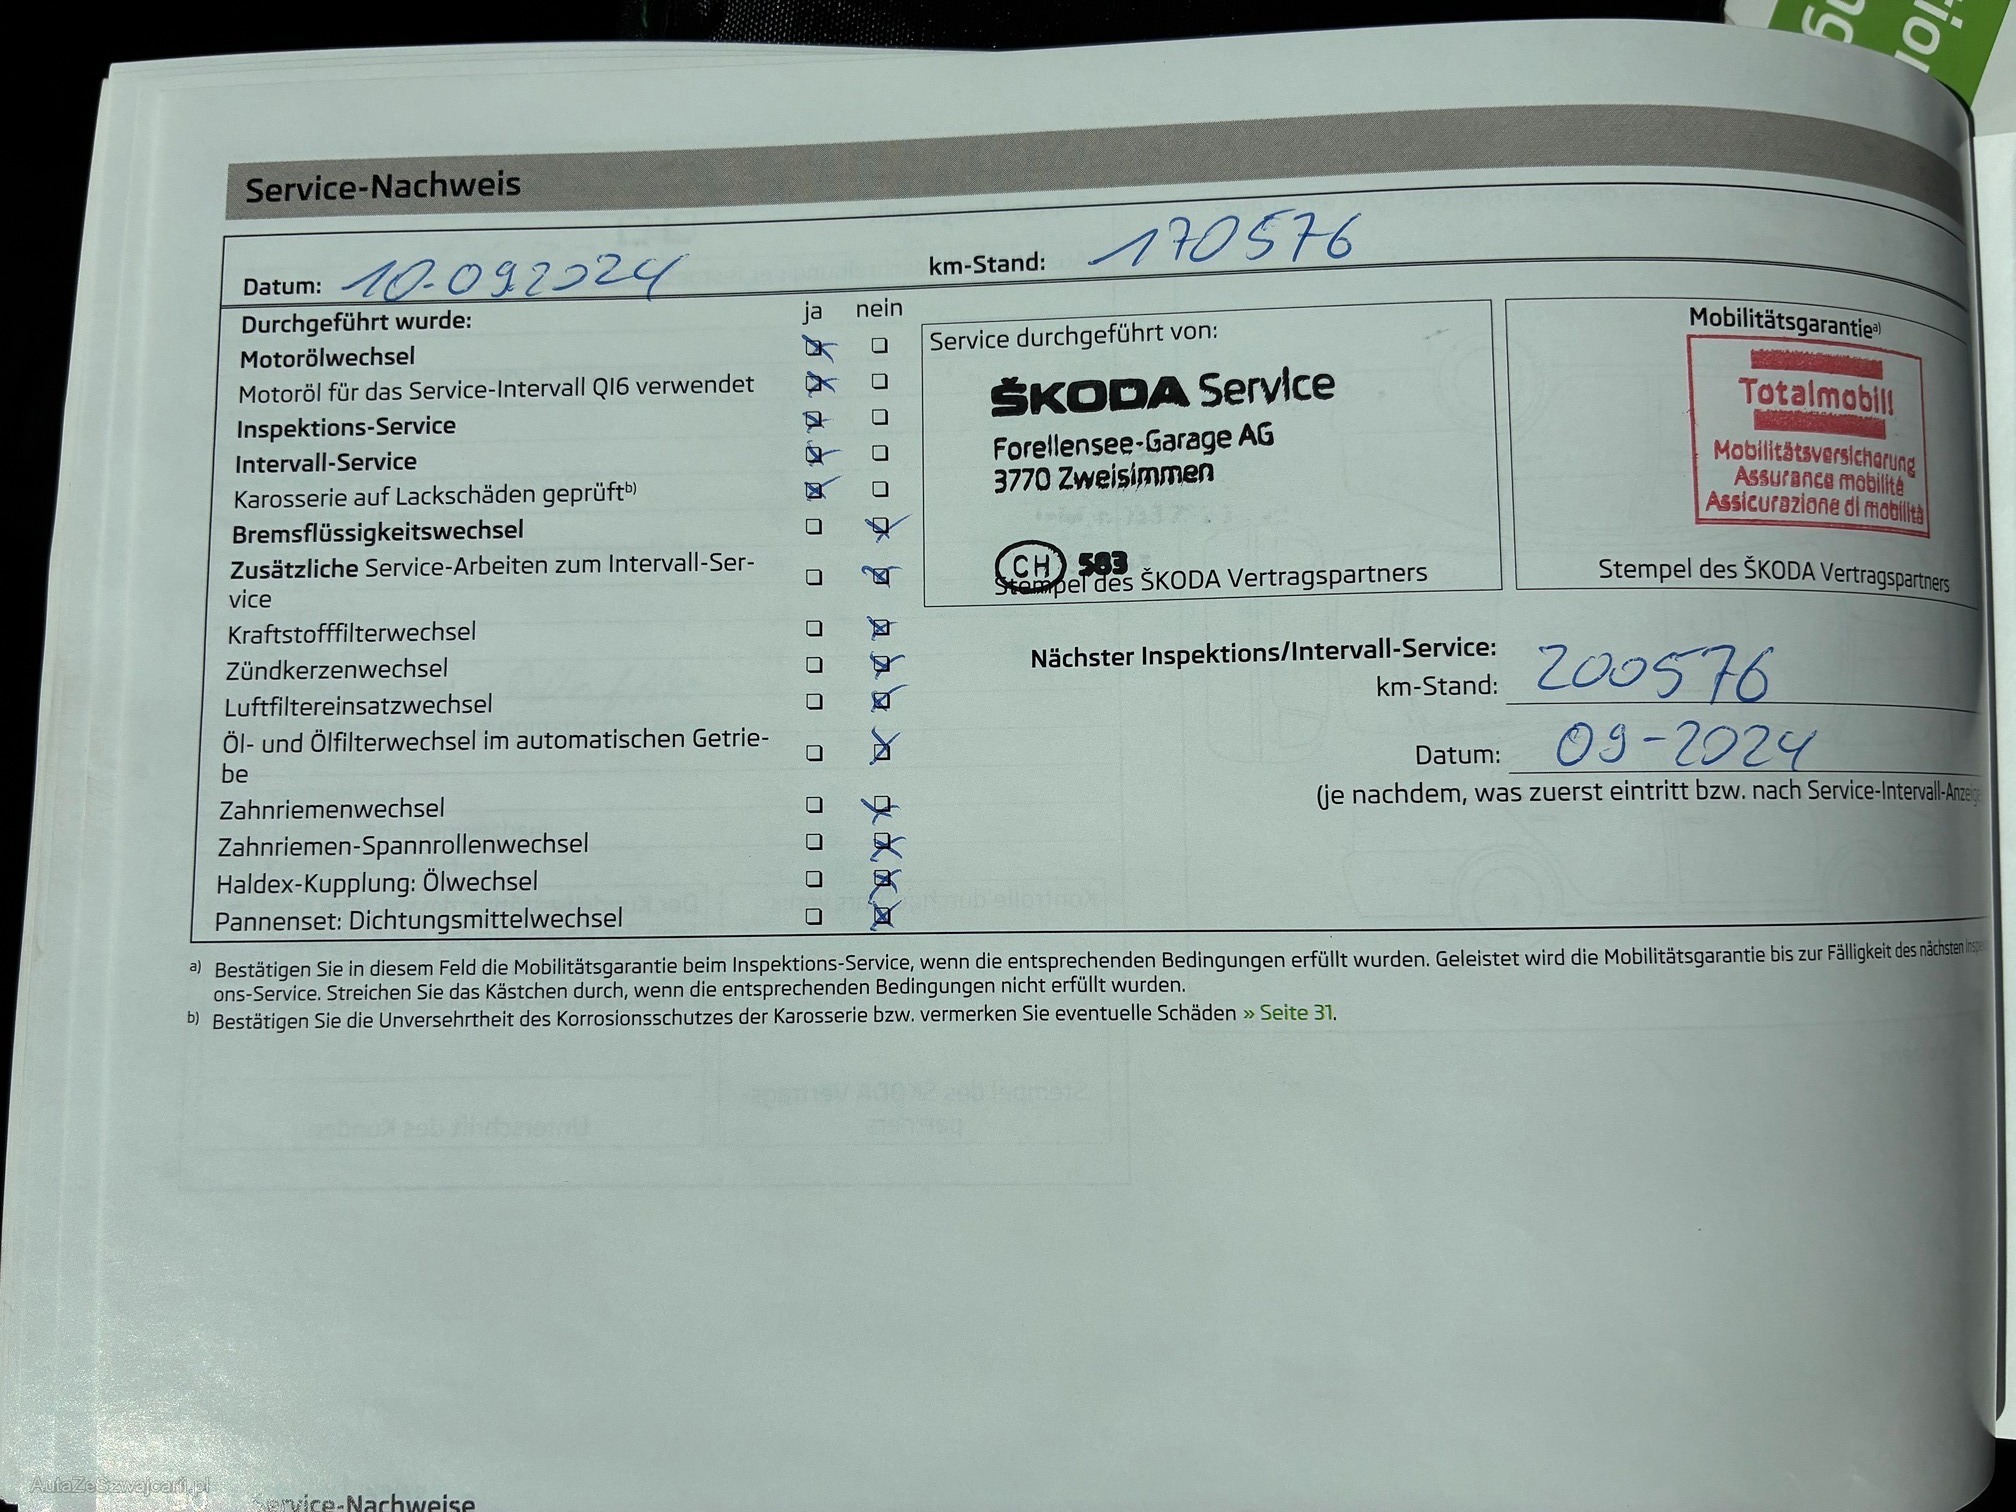 tion
ng
Service-Nachweis
Datum: 10.09.2024 km-Stand: 170576
Durchgeführt wurde: ja nein
Motorölwechsel
Motoröl für das Service-Intervall QI6 verwendet
Inspektions-Service
Intervall-Service
Karosserie auf Lackschäden geprüft b)
Bremsflüssigkeitswechsel
Zusätzliche Service-Arbeiten zum Intervall-Ser-
vice
Kraftstofffilterwechsel
Zündkerzenwechsel
Luftfiltereinsatzwechsel
Öl- und Ölfilterwechsel im automatischen Getrie-
be
Zahnriemenwechsel
Zahnriemen-Spannrollenwechsel
Haldex-Kupplung: Ölwechsel
Pannenset: Dichtungsmittelwechsel
Service durchgeführt von:
ŠKODA Service
Forellensee-Garage AG
3770 Zweisimmen
CH 583
Stempel des ŠKODA Vertragspartners
Mobilitätsgarantie a)
Totalmobil!
Mobilitätsversicherung
Assurance mobilité
Assicurazione di mobilità
Stempel des ŠKODA Vertragspartners
Nächster Inspektions/Intervall-Service:
km-Stand: 200576
Datum: 09-2024
(je nachdem, was zuerst eintritt bzw. nach Service-Intervall-Anzeig
a) Bestätigen Sie in diesem Feld die Mobilitätsgarantie beim Inspektions-Service, wenn die entsprechenden Bedingungen erfüllt wurden. Geleistet wird die Mobilitätsgarantie bis zur Fälligkeit des nächsten Inspe
ons-Service. Streichen Sie das Kästchen durch, wenn die entsprechenden Bedingungen nicht erfüllt wurden.
b) Bestätigen Sie die Unversehrtheit des Korrosionsschutzes der Karosserie bzw. vermerken Sie eventuelle Schäden » Seite 31.
Service-Nachweise
AutaZeSzwajcarii.pl